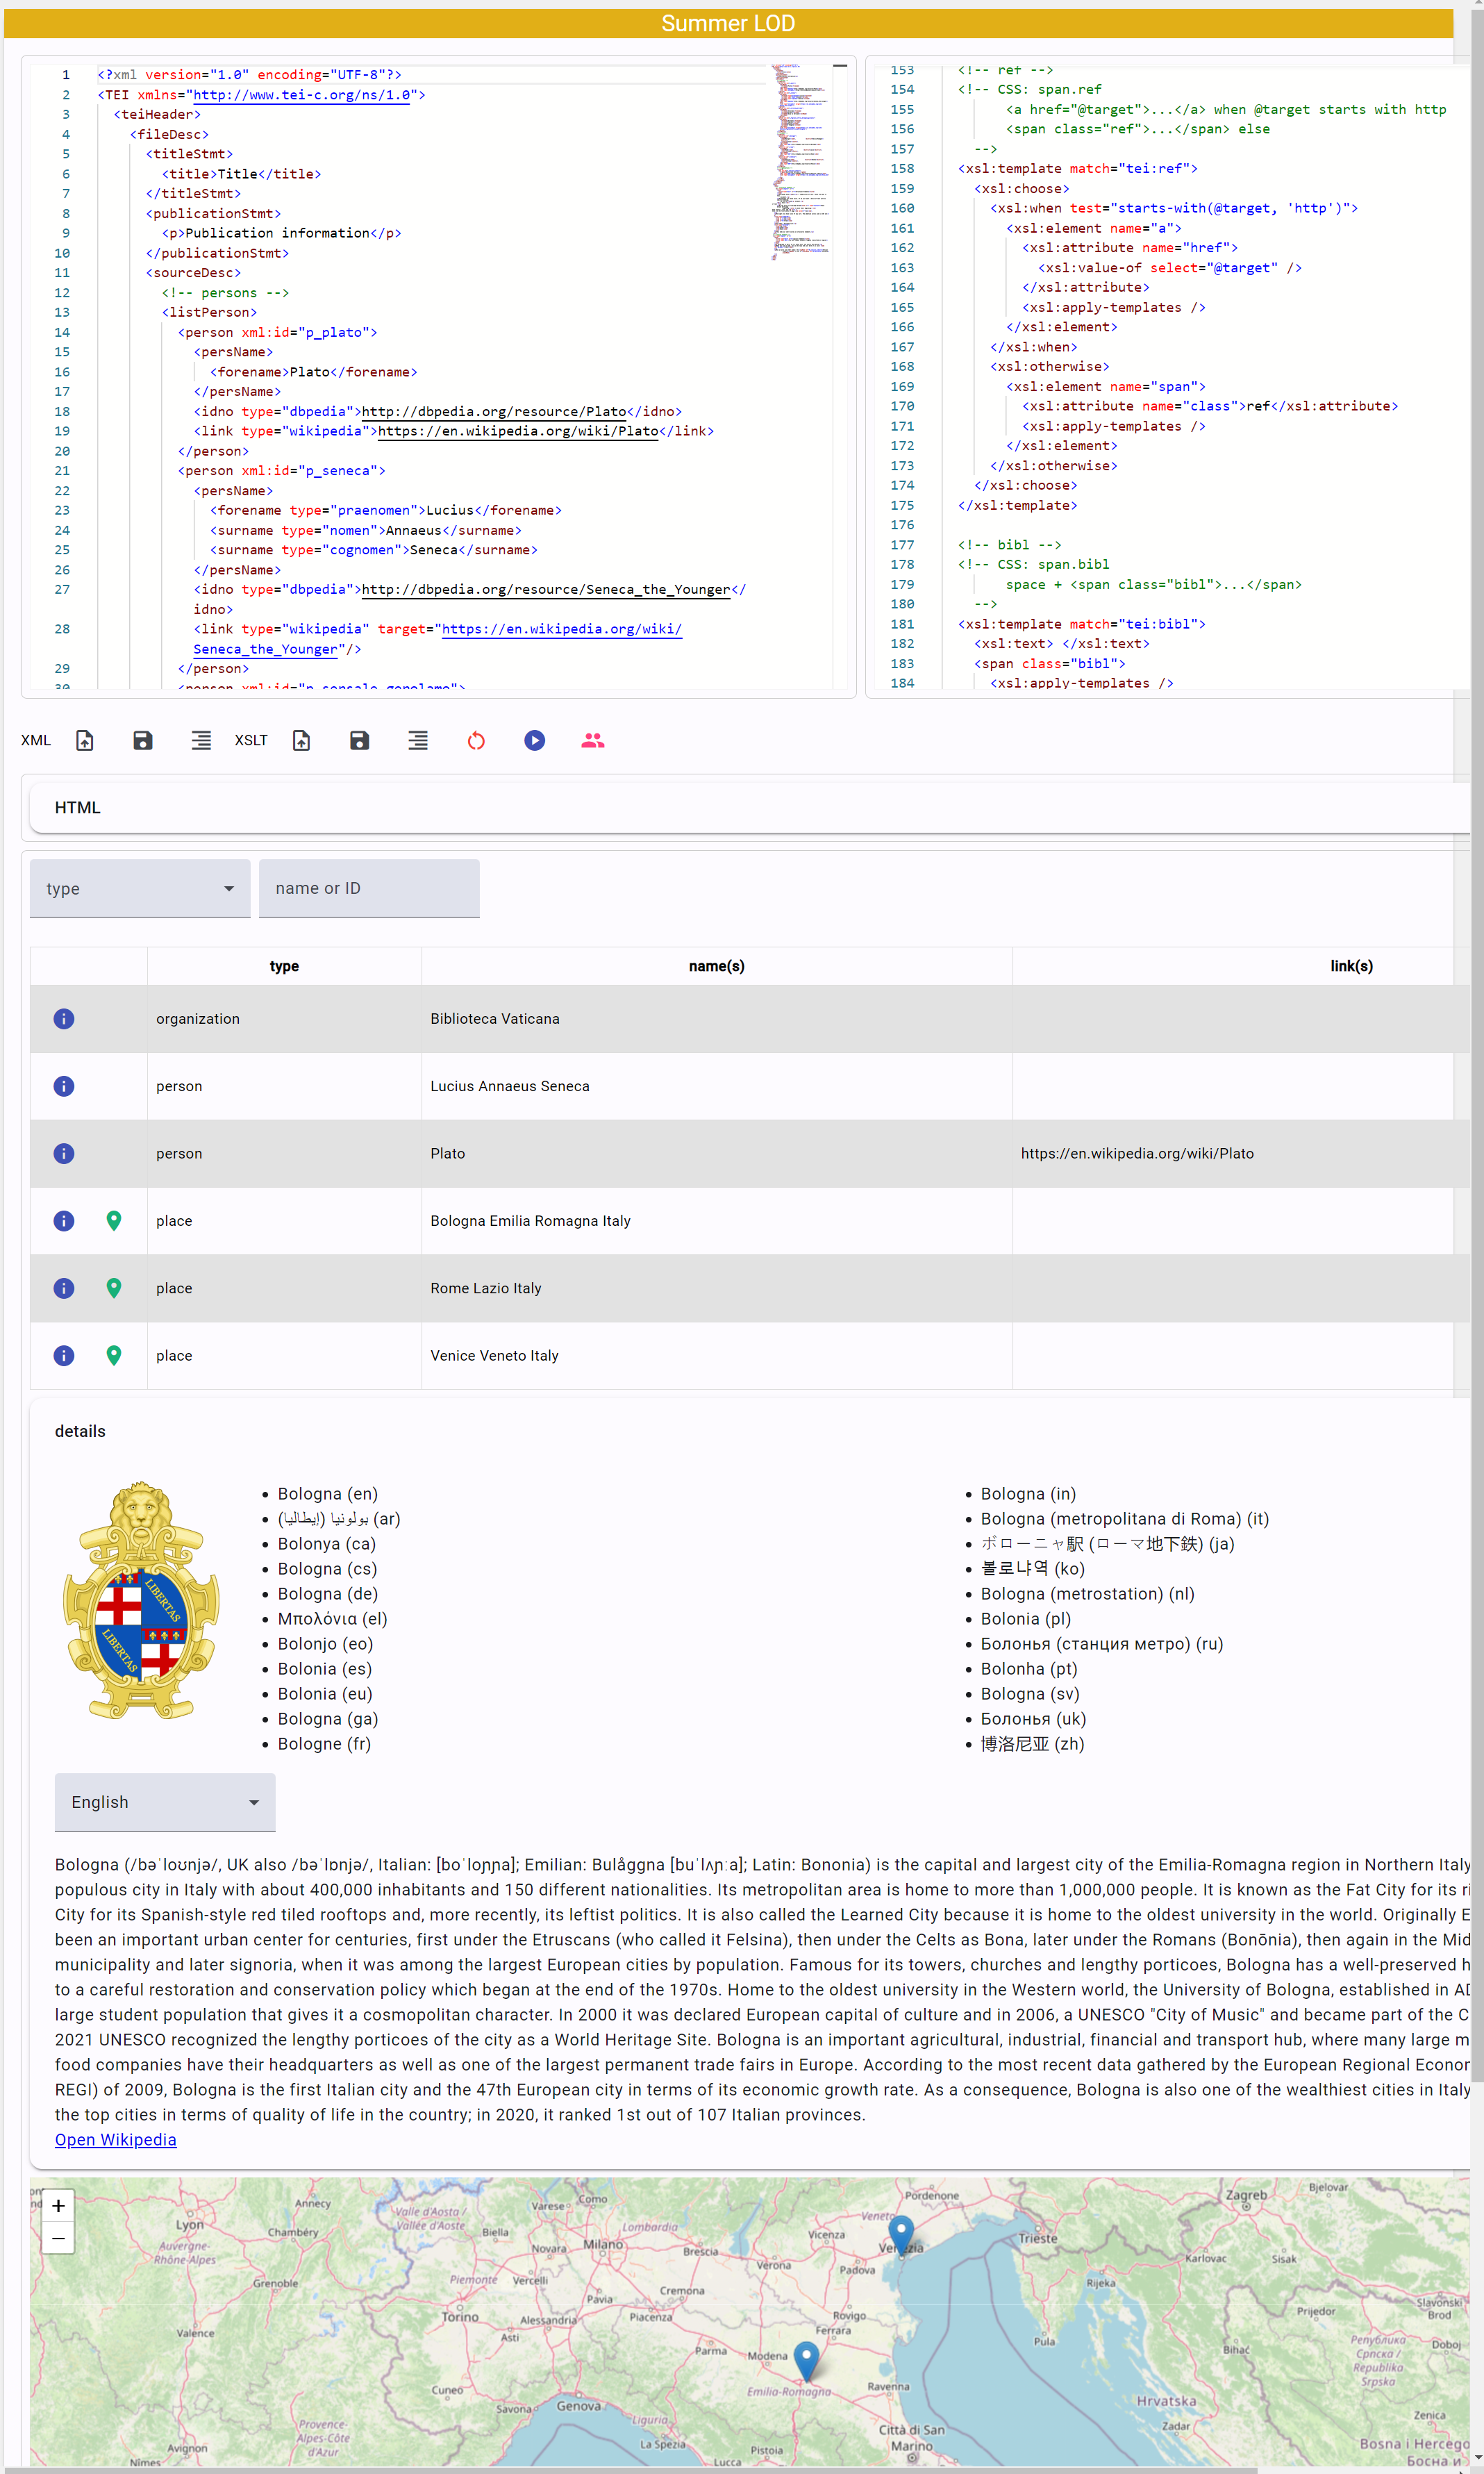 Summer LOD
1 <?xml version="1.0" encoding="UTF-8"?>
2 <TEI xmlns="http://www.tei-c.org/ns/1.0">
3 <teiHeader>
4 <fileDesc>
5 <titleStmt>
6 <title>Title</title>
7 </titleStmt>
8 <publicationStmt>
9 <p>Publication information</p>
10 </publicationStmt>
11 <sourceDesc>
12 <!-- persons -->
13 <listPerson>
14 <person xml:id="p_plato">
15 <persName>
16 <forename>Plato</forename>
17 </persName>
18 <idno type="dbpedia">http://dbpedia.org/resource/Plato</idno>
19 <link type="wikipedia">https://en.wikipedia.org/wiki/Plato</link>
20 </person>
21 <person xml:id="p_seneca">
22 <persName>
23 <forename type="praenomen">Lucius</forename>
24 <surname type="nomen">Annaeus</surname>
25 <surname type="cognomen">Seneca</surname>
26 </persName>
27 <idno type="dbpedia">http://dbpedia.org/resource/Seneca_the_Younger</
idno>
28 <link type="wikipedia" target="https://en.wikipedia.org/wiki/
Seneca_the_Younger"/>
29 </person>
153 <!-- ref -->
154 <!-- CSS: span.ref
155 <a href="@target">...</a> when @target starts with http
156 <span class="ref">...</span> else
157 -->
158 <xsl:template match="tei:ref">
159 <xsl:choose>
160 <xsl:when test="starts-with(@target, 'http')">
161 <xsl:element name="a">
162 <xsl:attribute name="href">
163 <xsl:value-of select="@target" />
164 </xsl:attribute>
165 <xsl:apply-templates />
166 </xsl:element>
167 </xsl:when>
168 <xsl:otherwise>
169 <xsl:element name="span">
170 <xsl:attribute name="class">ref</xsl:attribute>
171 <xsl:apply-templates />
172 </xsl:element>
173 </xsl:otherwise>
174 </xsl:choose>
175 </xsl:template>
176
177 <!-- bibl -->
178 <!-- CSS: span.bibl
179 space + <span class="bibl">...</span>
180 -->
181 <xsl:template match="tei:bibl">
182 <xsl:text> </xsl:text>
183 <span class="bibl">
184 <xsl:apply-templates />
XML XSLT
HTML
type name or ID
type name(s) link(s)
organization Biblioteca Vaticana
person Lucius Annaeus Seneca
person Plato https://en.wikipedia.org/wiki/Plato
place Bologna Emilia Romagna Italy
place Rome Lazio Italy
place Venice Veneto Italy
details
LIBERTAS
LIBERTAS
Bologna (en)
بولونيا (إيطاليا) (ar)
Bolonya (ca)
Bologna (cs)
Bologna (de)
Μπολόνια (el)
Bolonjo (eo)
Bolonia (es)
Bolonia (eu)
Bologna (ga)
Bologne (fr)
Bologna (in)
Bologna (metropolitana di Roma) (it)
ボローニャ駅 (ローマ地下鉄) (ja)
볼로냐역 (ko)
Bologna (metrostation) (nl)
Bolonia (pl)
Болонья (станция метро) (ru)
Bolonha (pt)
Bologna (sv)
Болонья (uk)
博洛尼亚 (zh)
English
Bologna (/bəˈloʊnjə/, UK also /bəˈlɒnjə/, Italian: [boˈloɲɲa]; Emilian: Bulåggna [buˈlʌɲːa]; Latin: Bononia) is the capital and largest city of the Emilia-Romagna region in Northern Italy
populous city in Italy with about 400,000 inhabitants and 150 different nationalities. Its metropolitan area is home to more than 1,000,000 people. It is known as the Fat City for its ri
City for its Spanish-style red tiled rooftops and, more recently, its leftist politics. It is also called the Learned City because it is home to the oldest university in the world. Originally E
been an important urban center for centuries, first under the Etruscans (who called it Felsina), then under the Celts as Bona, later under the Romans (Bonōnia), then again in the Mid
municipality and later signoria, when it was among the largest European cities by population. Famous for its towers, churches and lengthy porticoes, Bologna has a well-preserved h
to a careful restoration and conservation policy which began at the end of the 1970s. Home to the oldest university in the Western world, the University of Bologna, established in AD
large student population that gives it a cosmopolitan character. In 2000 it was declared European capital of culture and in 2006, a UNESCO "City of Music" and became part of the C
2021 UNESCO recognized the lengthy porticoes of the city as a World Heritage Site. Bologna is an important agricultural, industrial, financial and transport hub, where many large m
food companies have their headquarters as well as one of the largest permanent trade fairs in Europe. According to the most recent data gathered by the European Regional Econor
REGI) of 2009, Bologna is the first Italian city and the 47th European city in terms of its economic growth rate. As a consequence, Bologna is also one of the wealthiest cities in Italy
the top cities in terms of quality of life in the country; in 2020, it ranked 1st out of 107 Italian provinces.
Open Wikipedia
+
−
Annecy
Valle d'Aosta /
Vallée d'Aoste
Varese
Como
Pordenone
Zagreb
Bjelovar
Lyon
Chambéry
Biella
Lombardia
Veneto
Vicenza
Venezia
Trieste
Auvergne-
Rhône-Alpes
Novara
Milano
Brescia
Verona
Padova
Karlovac
Sisak
Grenoble
Piemonte
Vercelli
Pavia
Cremona
Rijeka
Torino
Alessandria
Piacenza
Rovigo
Prijedor
Slavonski
Brod
Valence
Asti
Ferrara
Parma
Modena
Pula
Bihać
Република
Српска /
Republika
Srpska
Doboj
Cuneo
Emilia-Romagna
Ravenna
Savona
Genova
Hrvatska
Provence-
Alpes-Côte
d'Azur
Liguria
Città di San
Marino
Zadar
Zenica
Avignon
La Spezia
Pistoia
Bosna i Hercego
Nîmes
Lucca
Босна и